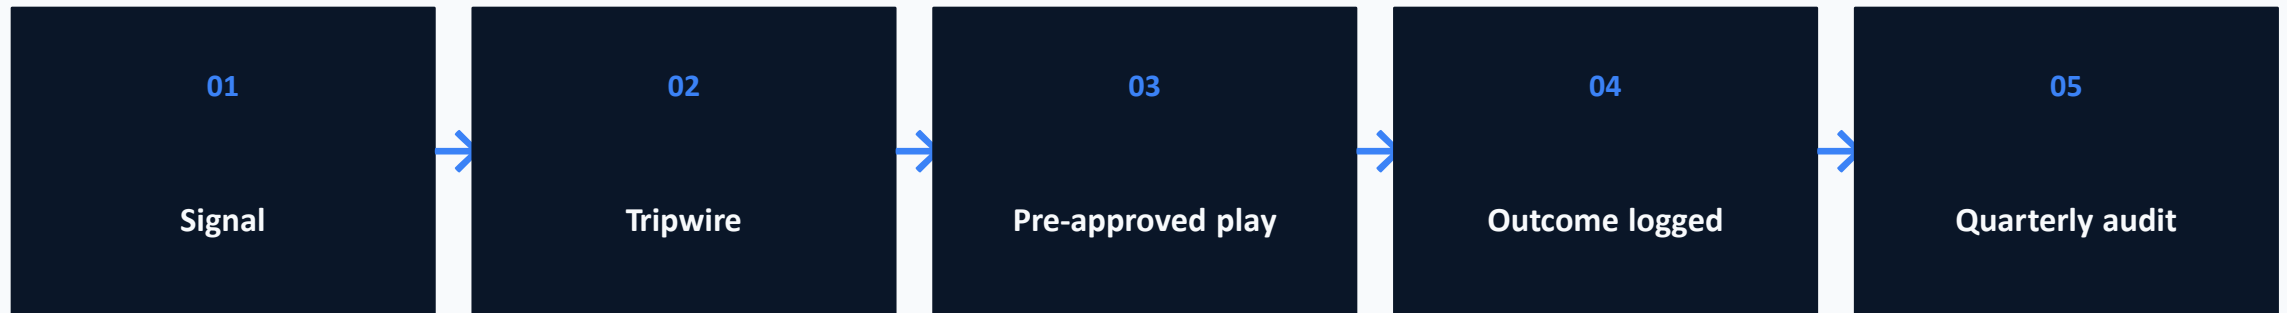 01
Signal
02
Tripwire
03
Pre-approved play
04
Outcome logged
05
Quarterly audit